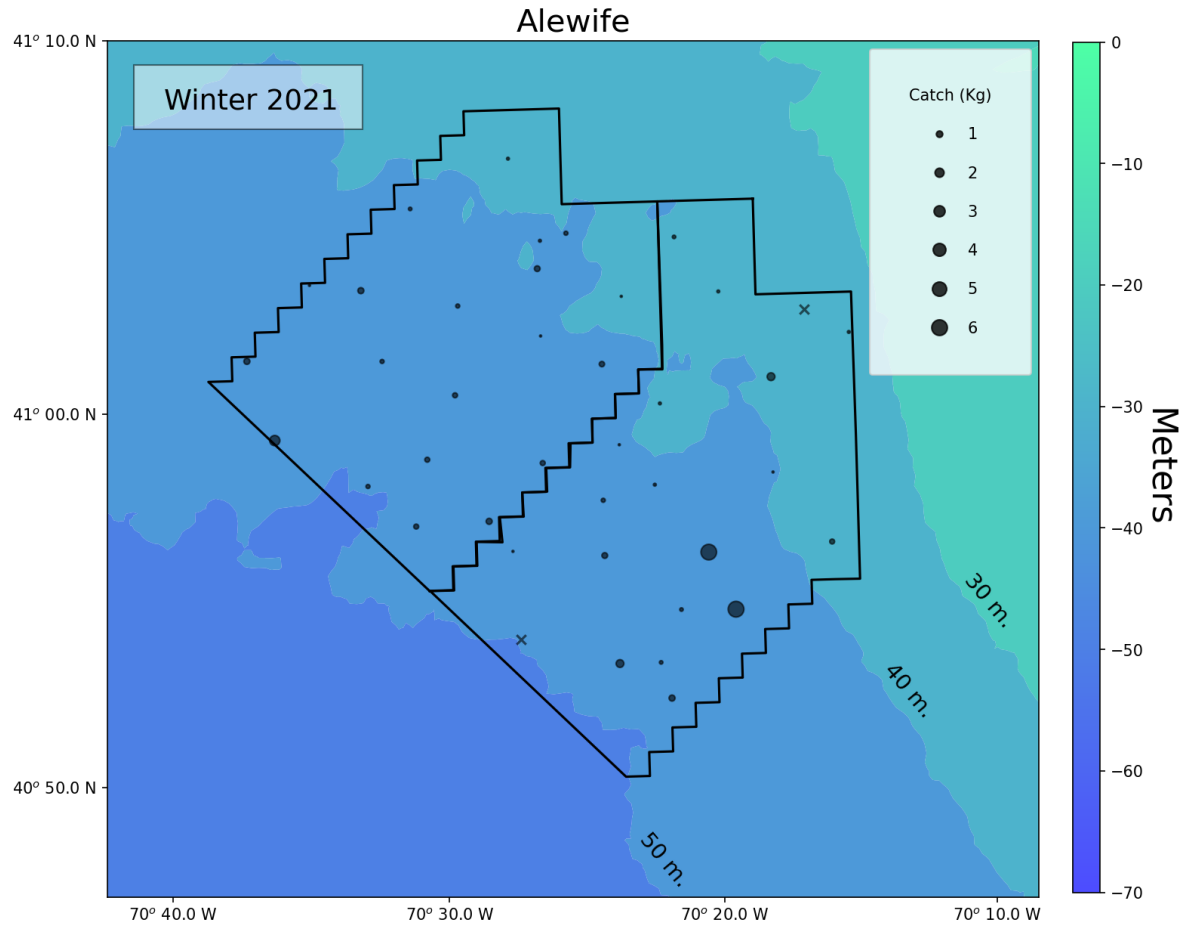 Alewife
41° 10.0 N
41° 00.0 N
40° 50.0 N
Winter 2021
Catch (Kg)
1
2
3
4
5
6
30 m.
40 m.
50 m.
70° 40.0 W
70° 30.0 W
70° 20.0 W
70° 10.0 W
0
−10
−20
−30
−40
−50
−60
−70
Meters